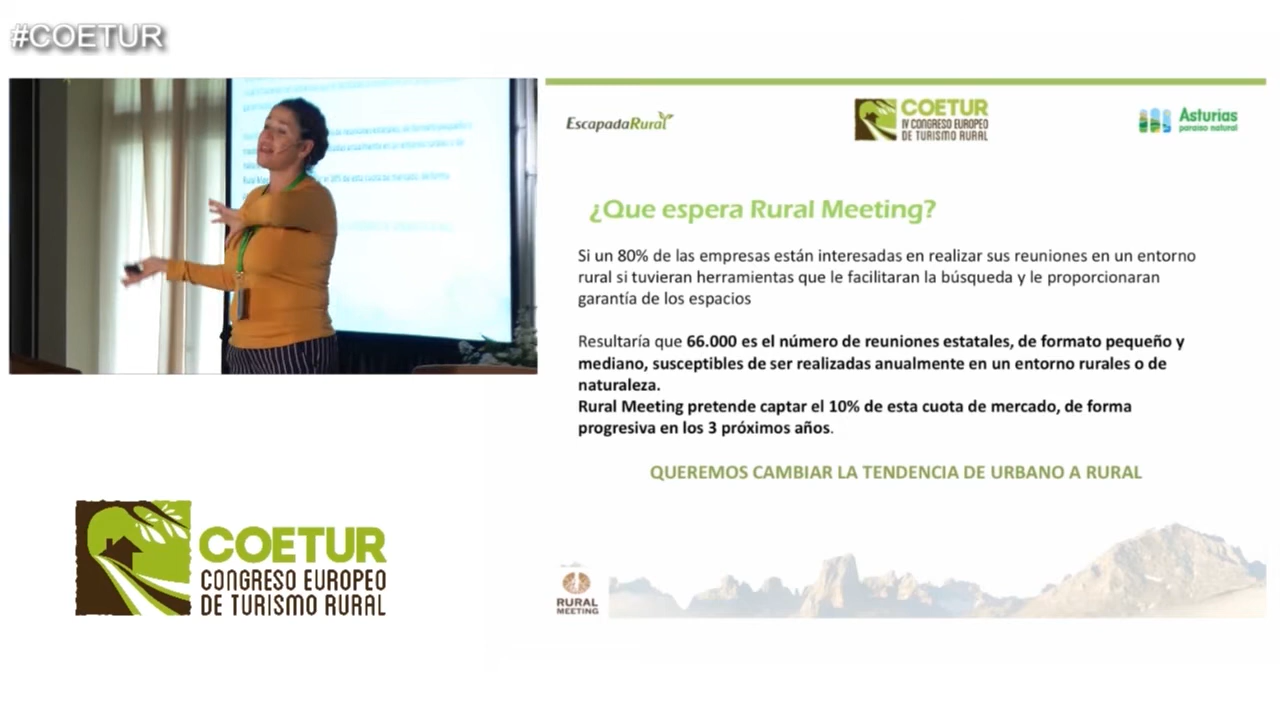 #COETUR
EscapadaRural
COETUR
IV CONGRESO EUROPEO
DE TURISMO RURAL
Asturias
paraíso natural
¿Que espera Rural Meeting?
Si un 80% de las empresas están interesadas en realizar sus reuniones en un entorno
rural si tuvieran herramientas que le facilitaran la búsqueda y le proporcionaran
garantía de los espacios
Resultaría que 66.000 es el número de reuniones estatales, de formato pequeño y
mediano, susceptibles de ser realizadas anualmente en un entorno rurales o de
naturaleza.
Rural Meeting pretende captar el 10% de esta cuota de mercado, de forma
progresiva en los 3 próximos años.
QUEREMOS CAMBIAR LA TENDENCIA DE URBANO A RURAL
RURAL
MEETING
COETUR
CONGRESO EUROPEO
DE TURISMO RURAL